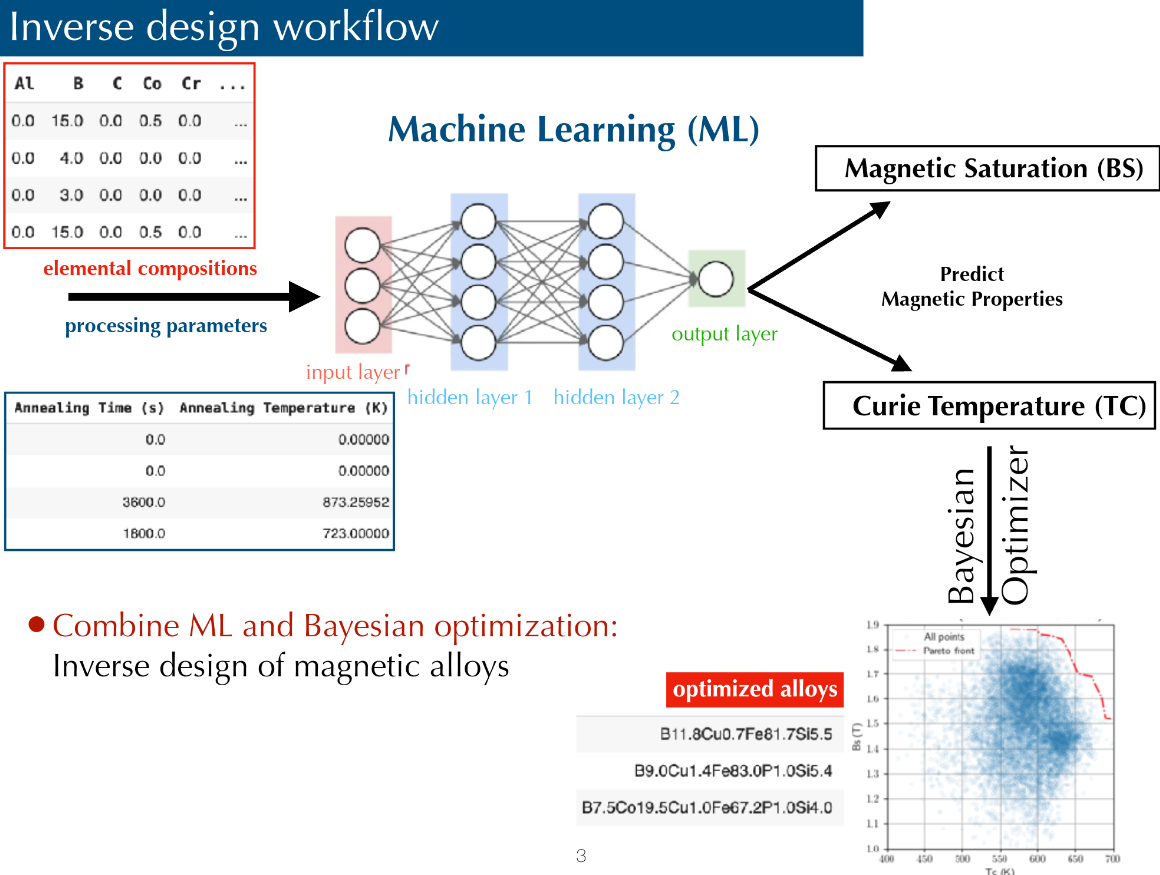 Inverse design workflow
Al B C Co Cr ...
0.0 15.0 0.0 0.5 0.0 ...
0.0 4.0 0.0 0.0 0.0 ...
0.0 3.0 0.0 0.0 0.0 ...
0.0 15.0 0.0 0.5 0.0 ...
elemental compositions
processing parameters
Annealing Time (s) Annealing Temperature (K)
0.0 0.00000
0.0 0.00000
3600.0 873.25952
1800.0 723.00000
Machine Learning (ML)
input layer
hidden layer 1
hidden layer 2
output layer
Magnetic Saturation (BS)
Predict
Magnetic Properties
Curie Temperature (TC)
Bayesian
Optimizer
• Combine ML and Bayesian optimization:
Inverse design of magnetic alloys
optimized alloys
B11.8Cu0.7Fe81.7Si5.5
B9.0Cu1.4Fe83.0P1.0Si5.4
B7.5Co19.5Cu1.0Fe67.2P1.0Si4.0
All points
Pareto front
Bs (T)
1.9
1.8
1.7
1.6
1.5
1.4
1.3
1.2
1.1
1.0
400 450 500 550 600 650 700
Tc (K)
3